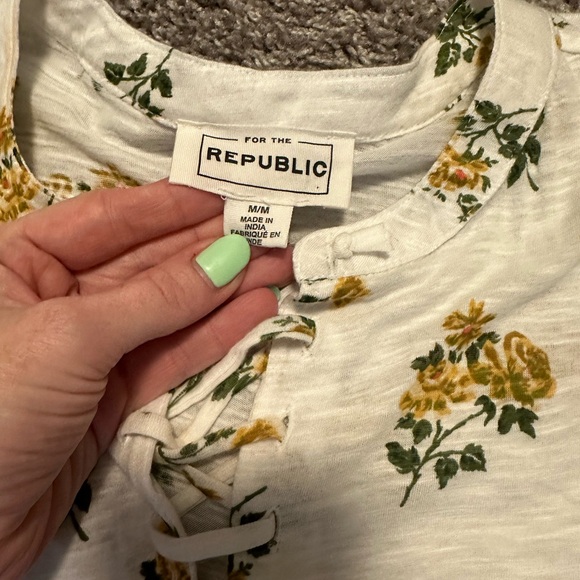 FOR THE
REPUBLIC
M/M
MADE IN
INDIA
FABRIQUÉ EN
INDE